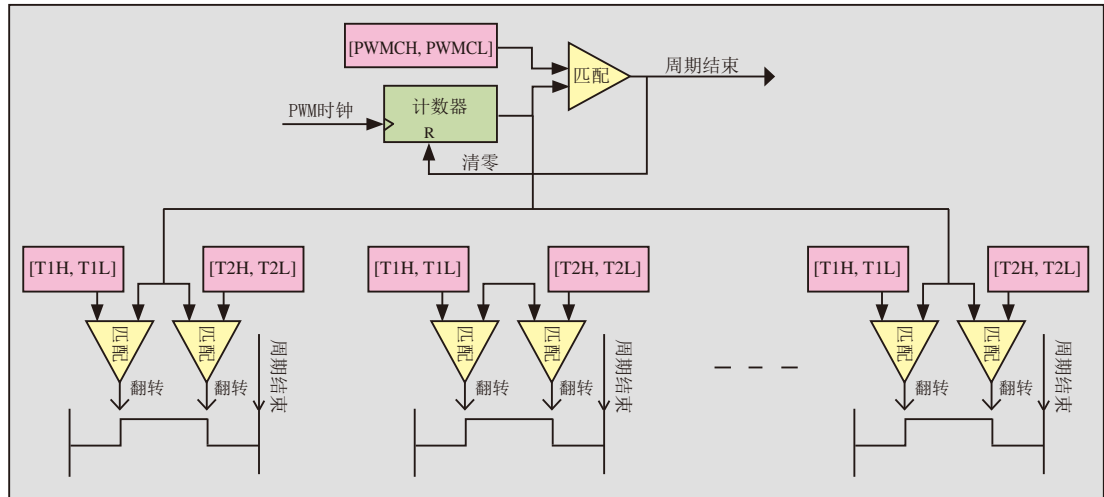 [PWMCH, PWMCL]
匹配
周期结束
计数器
PWM时钟
R
清零
[T1H, T1L]
[T2H, T2L]
[T1H, T1L]
[T2H, T2L]
[T1H, T1L]
[T2H, T2L]
匹配
匹配
周期结束
匹配
匹配
周期结束
匹配
匹配
周期结束
翻转
翻转
翻转
翻转
翻转
翻转